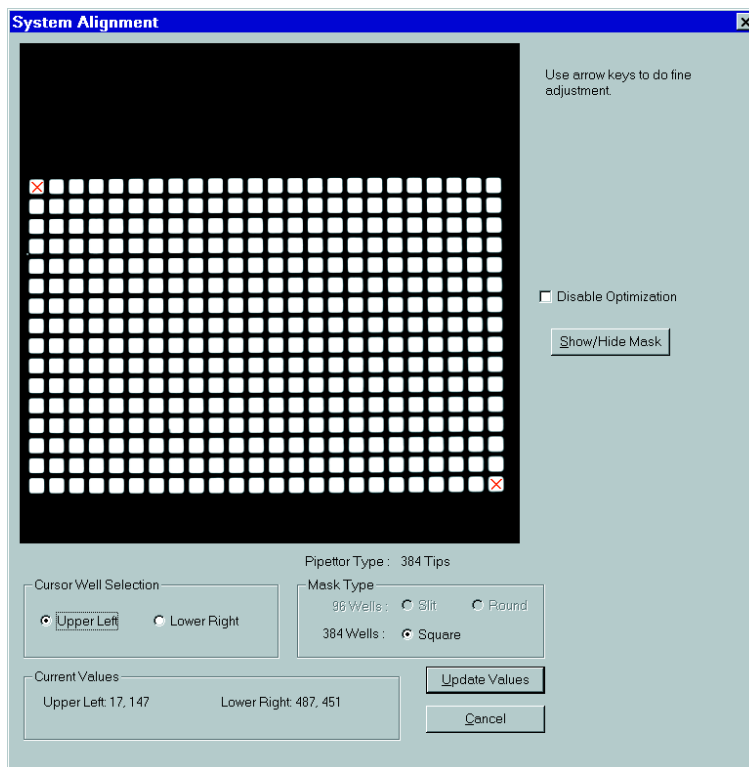 System Alignment
Use arrow keys to do fine
adjustment.
Disable Optimization
Show/Hide Mask
Pipettor Type : 384 Tips
Cursor Well Selection
Upper Left Lower Right
Mask Type
96 Wells : Slit Round
384 Wells : Square
Current Values
Upper Left: 17, 147 Lower Right: 487, 451
Update Values
Cancel